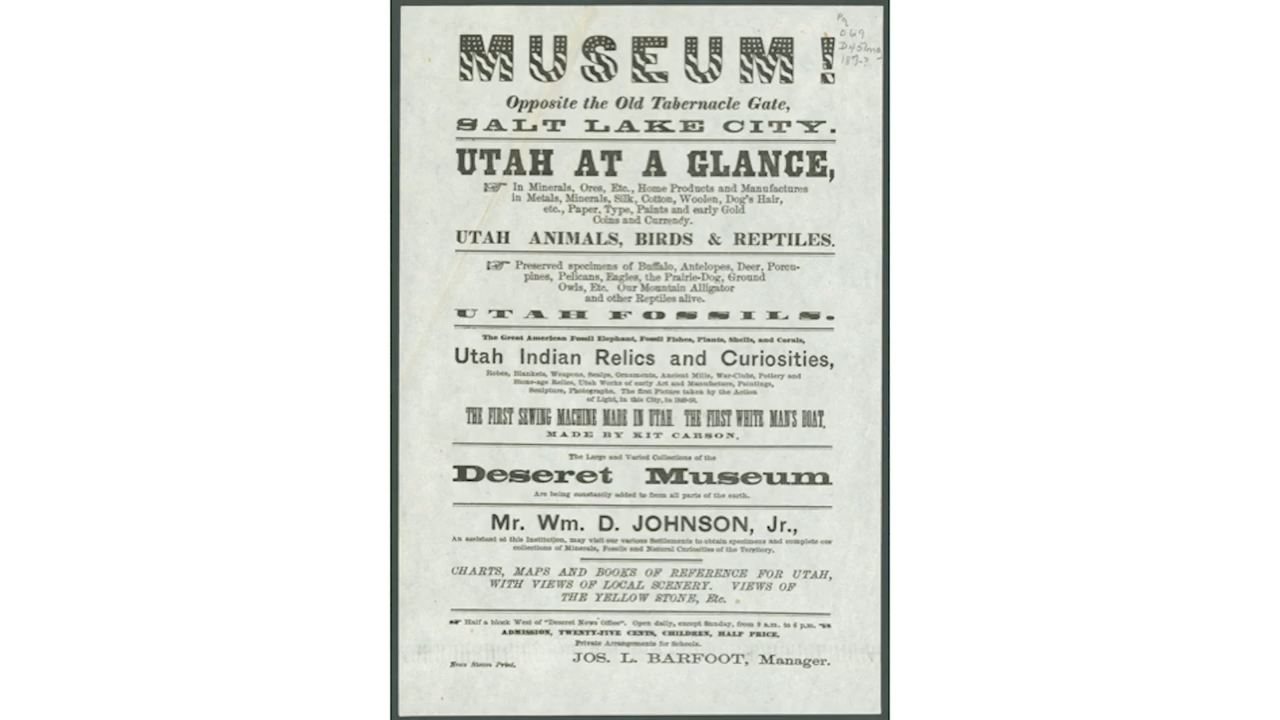 MUSEUM!
Opposite the Old Tabernacle Gate,
SALT LAKE CITY.
UTAH AT A GLANCE,
☞ In Minerals, Ores, Etc., Home Products and Manufactures
in Metals, Minerals, Silk, Cotton, Woolen, Dog's Hair,
etc., Paper, Type, Paints and early Gold
Coins and Currency.
UTAH ANIMALS, BIRDS & REPTILES.
☞ Preserved specimens of Buffalo, Antelopes, Deer, Porcu-
pines, Pelicans, Eagles, the Prairie-Dog, Ground
Owls, Etc. Our Mountain Alligator
and other Reptiles alive.
UTAH FOSSILS.
The Great American Fossil Elephant, Fossil Fishes, Plants, Shells, and Corals,
Utah Indian Relics and Curiosities,
Robes, Blankets, Weapons, Scalps, Ornaments, Ancient Mills, War-Clubs, Pottery and
Stone-age Relics, Utah Works of early Art and Manufacture, Paintings,
Sculpture, Photographs. The first Picture taken by the Action
of Light, in this City, in
THE FIRST SEWING MACHINE MADE IN UTAH. THE FIRST WHITE MAN'S BOAT,
MADE BY KIT CARSON.
The Large and Varied Collections of the
Deseret Museum
Are being constantly added to from all parts of the earth.
Mr. Wm. D. JOHNSON, Jr.,
An assistant at this Institution, may visit our various Settlements to obtain specimens and complete our
collections of Minerals, Fossils and Natural Curiosities of the Territory.
CHARTS, MAPS AND BOOKS OF REFERENCE FOR UTAH,
WITH VIEWS OF LOCAL SCENERY. VIEWS OF
THE YELLOW STONE, Etc.
☞ Half a block West of "Deseret News Office". Open daily, except Sunday, from 9 a.m. to 6 p.m. ☜
ADMISSION, TWENTY-FIVE CENTS, CHILDREN, HALF PRICE.
Private Arrangements for Schools.
JOS. L. BARFOOT, Manager.
News Steam Print.